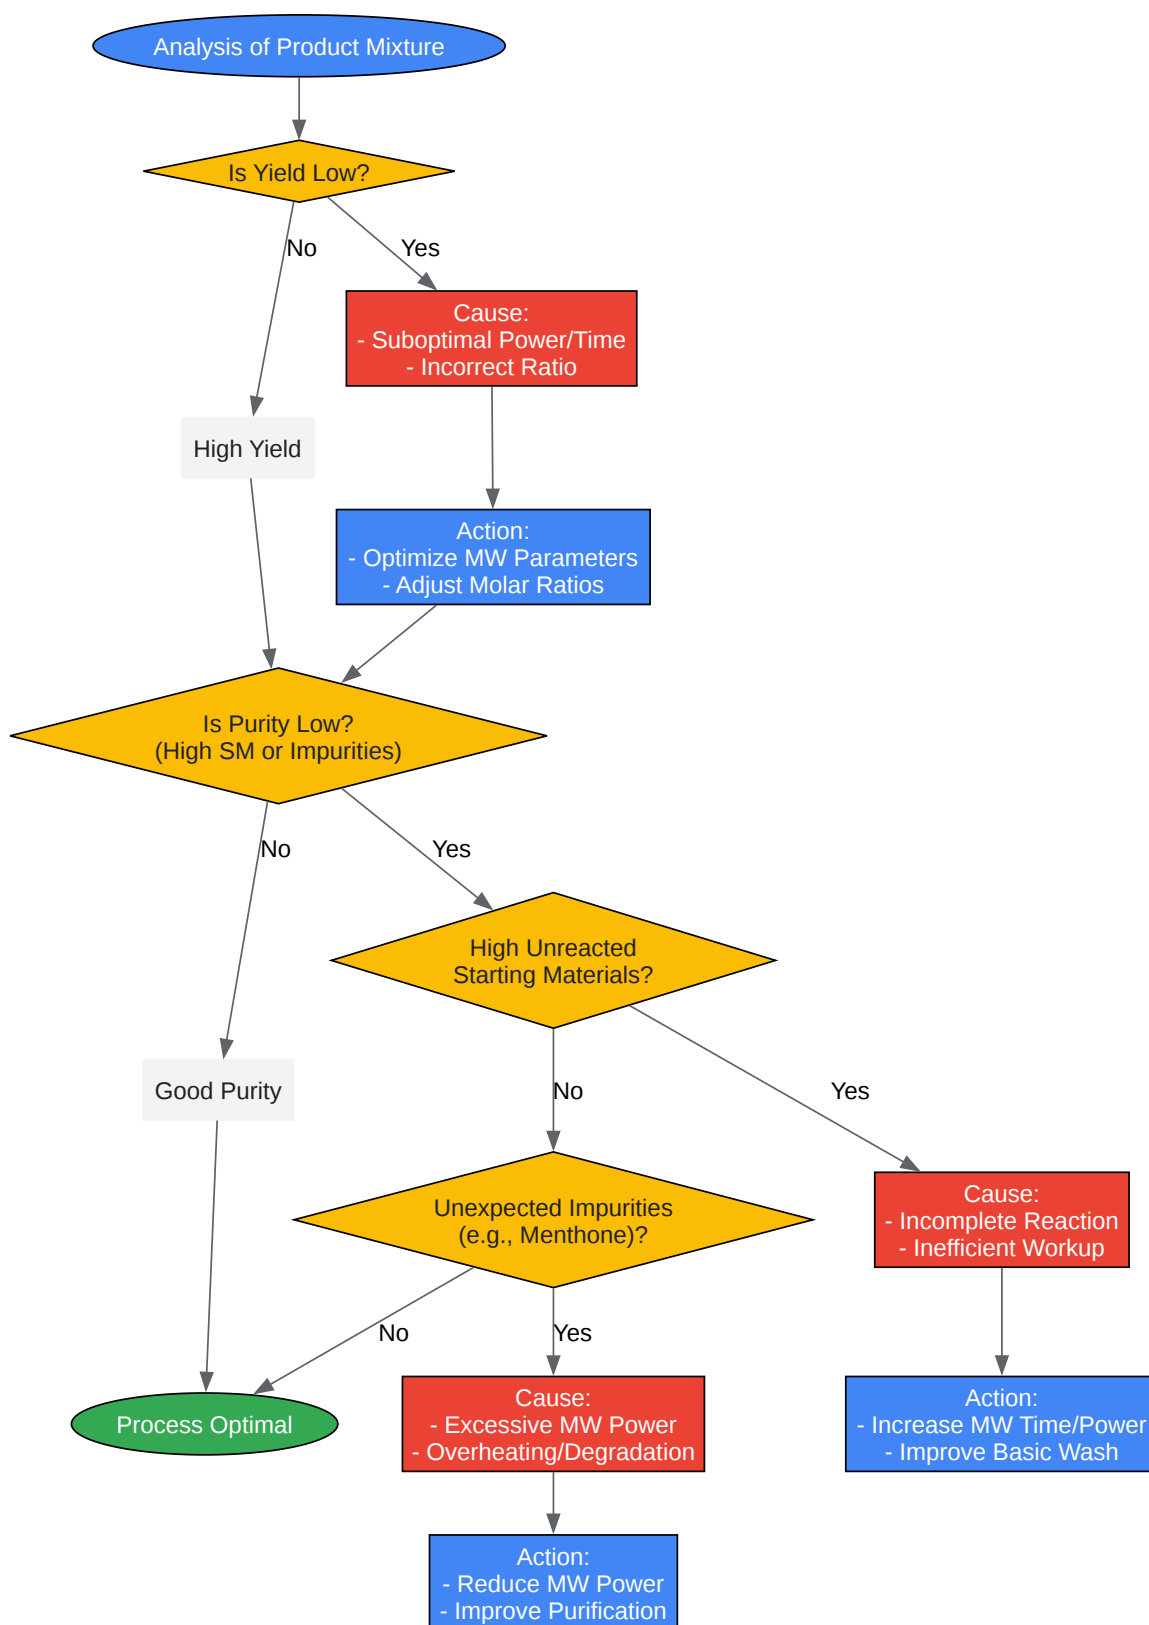 Analysis of Product Mixture
Is Yield Low?
No
Yes
Cause:
- Suboptimal Power/Time
- Incorrect Ratio
High Yield
Action:
- Optimize MW Parameters
- Adjust Molar Ratios
Is Purity Low?
(High SM or Impurities)
No
Yes
High Unreacted
Starting Materials?
Good Purity
No
Yes
Unexpected Impurities
(e.g., Menthone)?
Cause:
- Incomplete Reaction
- Inefficient Workup
No
Yes
Process Optimal
Cause:
- Excessive MW Power
- Overheating/Degradation
Action:
- Increase MW Time/Power
- Improve Basic Wash
Action:
- Reduce MW Power
- Improve Purification